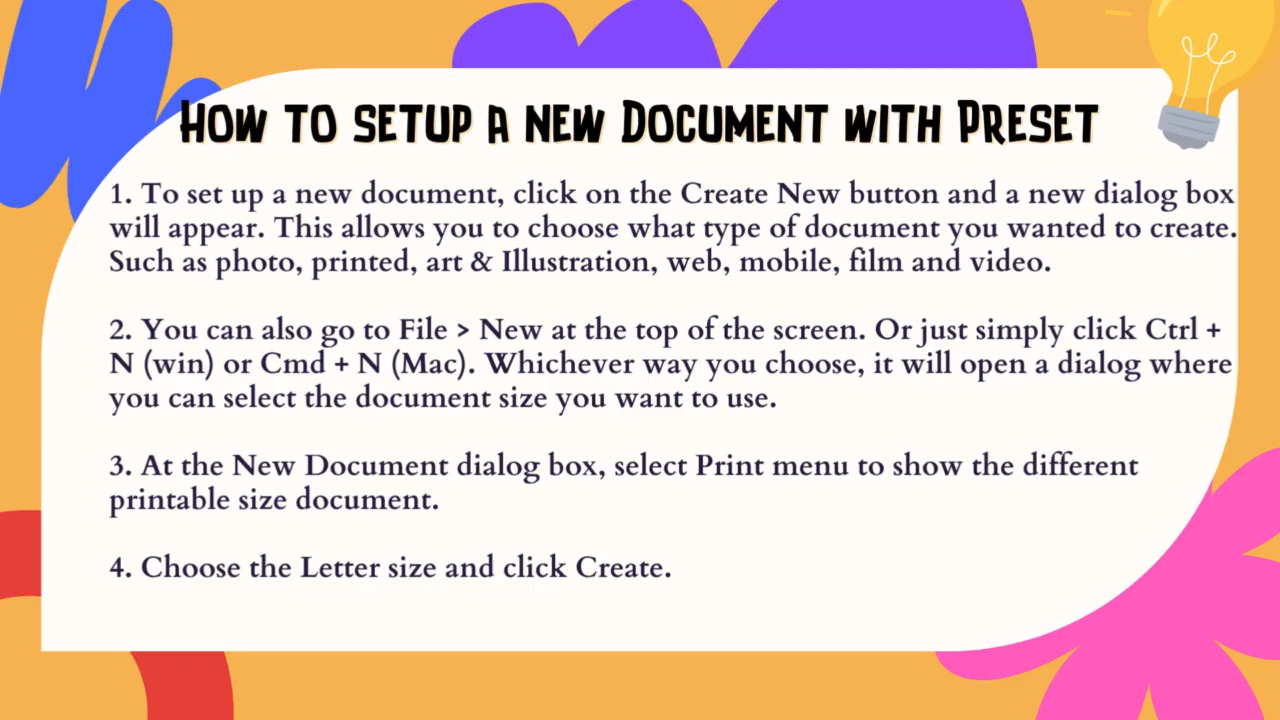 How to setup a new Document with Preset
1. To set up a new document, click on the Create New button and a new dialog box
will appear. This allows you to choose what type of document you wanted to create.
Such as photo, printed, art & Illustration, web, mobile, film and video.
2. You can also go to File > New at the top of the screen. Or just simply click Ctrl +
N (win) or Cmd + N (Mac). Whichever way you choose, it will open a dialog where
you can select the document size you want to use.
3. At the New Document dialog box, select Print menu to show the different
printable size document.
4. Choose the Letter size and click Create.